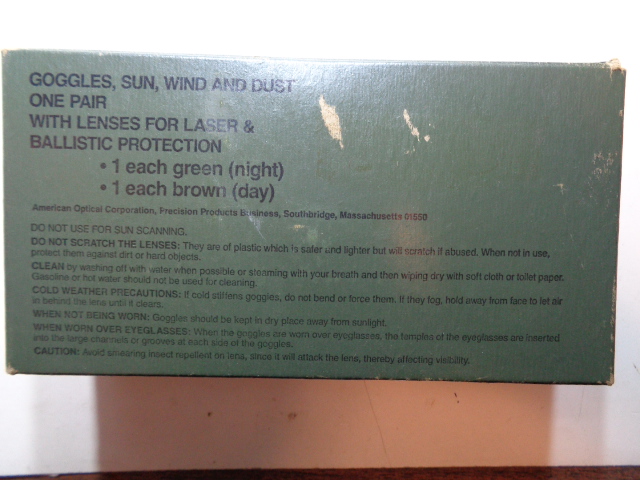 GOGGLES, SUN, WIND AND DUST
ONE PAIR
WITH LENSES FOR LASER &
BALLISTIC PROTECTION
• 1 each green (night)
• 1 each brown (day)
American Optical Corporation, Precision Products Business, Southbridge, Massachusetts 01550
DO NOT USE FOR SUN SCANNING.
DO NOT SCRATCH THE LENSES: They are of plastic which is safer and lighter but will scratch if abused. When not in use,
protect them against dirt or hard objects.
CLEAN by washing off with water when possible or steaming with your breath and then wiping dry with soft cloth or toilet paper.
Gasoline or hot water should not be used for cleaning.
COLD WEATHER PRECAUTIONS: If cold stiffens goggles, do not bend or force them. If they fog, hold away from face to let air
in behind the lens until it clears.
WHEN NOT BEING WORN: Goggles should be kept in dry place away from sunlight.
WHEN WORN OVER EYEGLASSES: When the goggles are worn over eyeglasses, the temples of the eyeglasses are inserted
into the large channels or grooves at each side of the goggles.
CAUTION: Avoid smearing insect repellent on lens, since it will attack the lens, thereby affecting visibility.